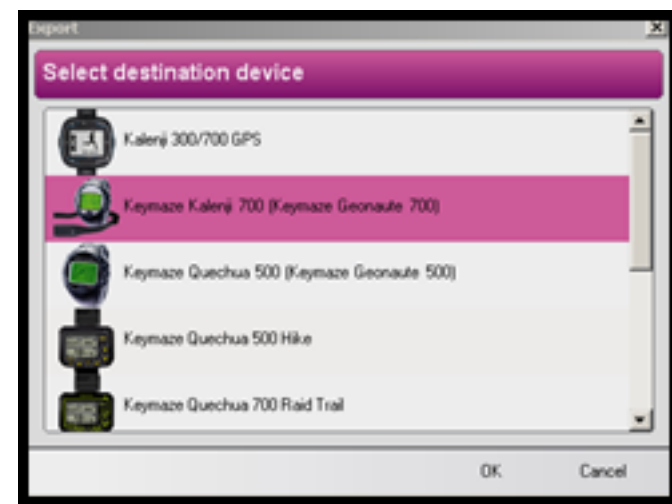 Export
Select destination device
Kalenji 300/700 GPS
Keymaze Kalenji 700 (Keymaze Geonaute 700)
Keymaze Quechua 500 (Keymaze Geonaute 500)
Keymaze Quechua 500 Hike
Keymaze Quechua 700 Raid Trail
OK Cancel